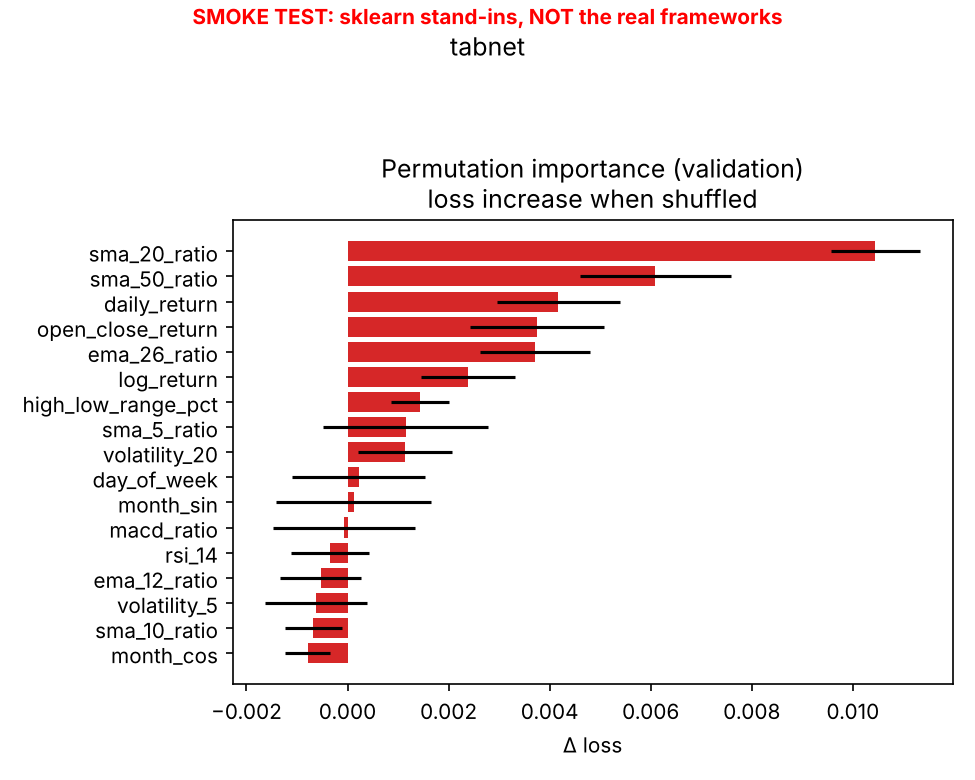 SMOKE TEST: sklearn stand-ins, NOT the real frameworks
tabnet
Permutation importance (validation)
loss increase when shuffled
sma_20_ratio
sma_50_ratio
daily_return
open_close_return
ema_26_ratio
log_return
high_low_range_pct
sma_5_ratio
volatility_20
day_of_week
month_sin
macd_ratio
rsi_14
ema_12_ratio
volatility_5
sma_10_ratio
month_cos
−0.002 0.000 0.002 0.004 0.006 0.008 0.010
Δ loss